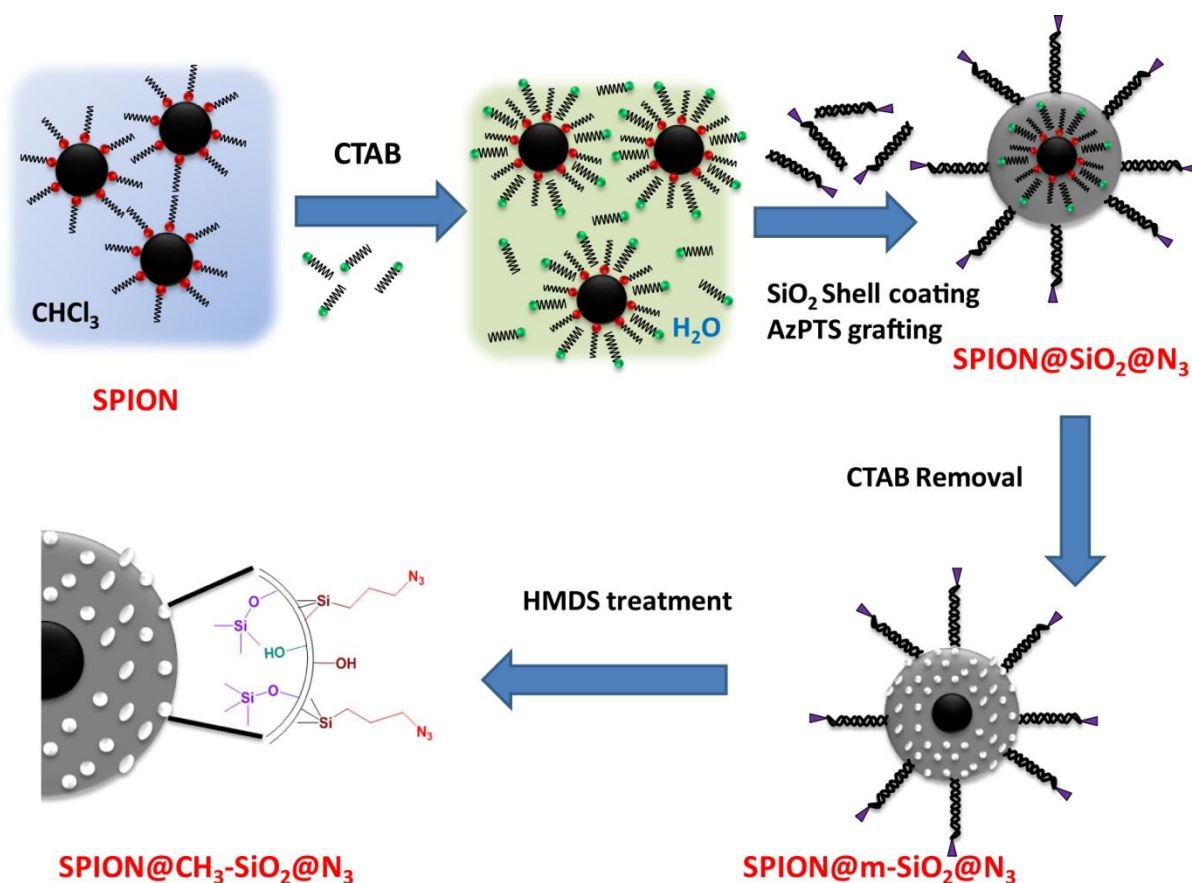 CHCl₃
SPION
CTAB
H₂O
SiO₂ Shell coating
AzPTS grafting
SPION@SiO₂@N₃
CTAB Removal
SPION@m-SiO₂@N₃
HMDS treatment
N₃
O
Si
Si
HO
OH
Si
O
Si
N₃
SPION@CH₃-SiO₂@N₃